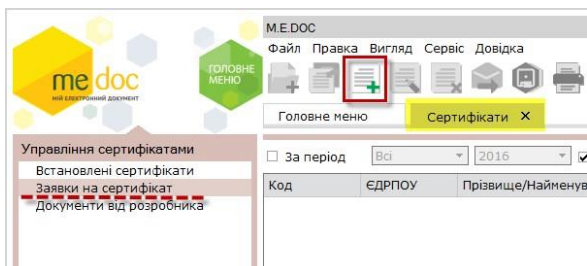 me doc
МІЙ ЕЛЕКТРОННИЙ ДОКУМЕНТ
ГОЛОВНЕ
МЕНЮ
M.E.DOC
Файл Правка Вигляд Сервіс Довідка
Головне меню Сертифікати X
Управління сертифікатами
Встановлені сертифікати
Заявки на сертифікат
Документи від розробника
За період Всі 2016
Код ЄДРПОУ Прізвище/Найменув